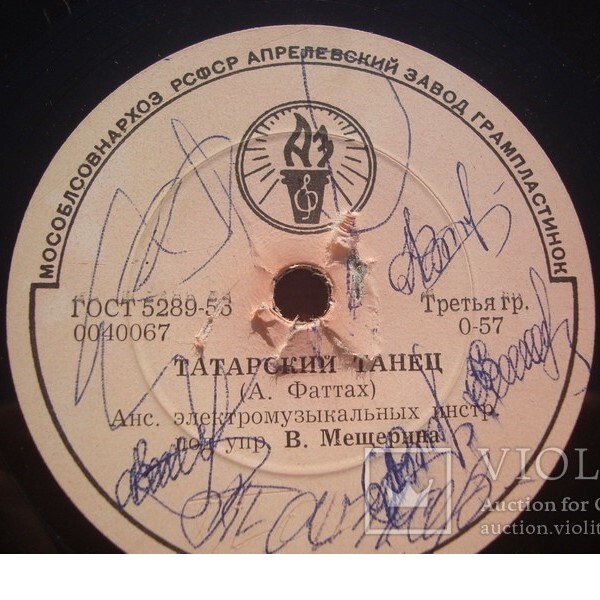 МОСОБЛСОВНАРХОЗ РСФСР АПРЕЛЕВСКИЙ ЗАВОД ГРАМПЛАСТИНОК
АЗ
ГОСТ 5289-53 Третья гр.
0040067 0-57
ТАТАРСКИЙ ТАНЕЦ
(А. Фаттах)
Анс. электромузыкальных инстр.
под упр. В. Мещерина
VIOL
Auction for C
auction.violit